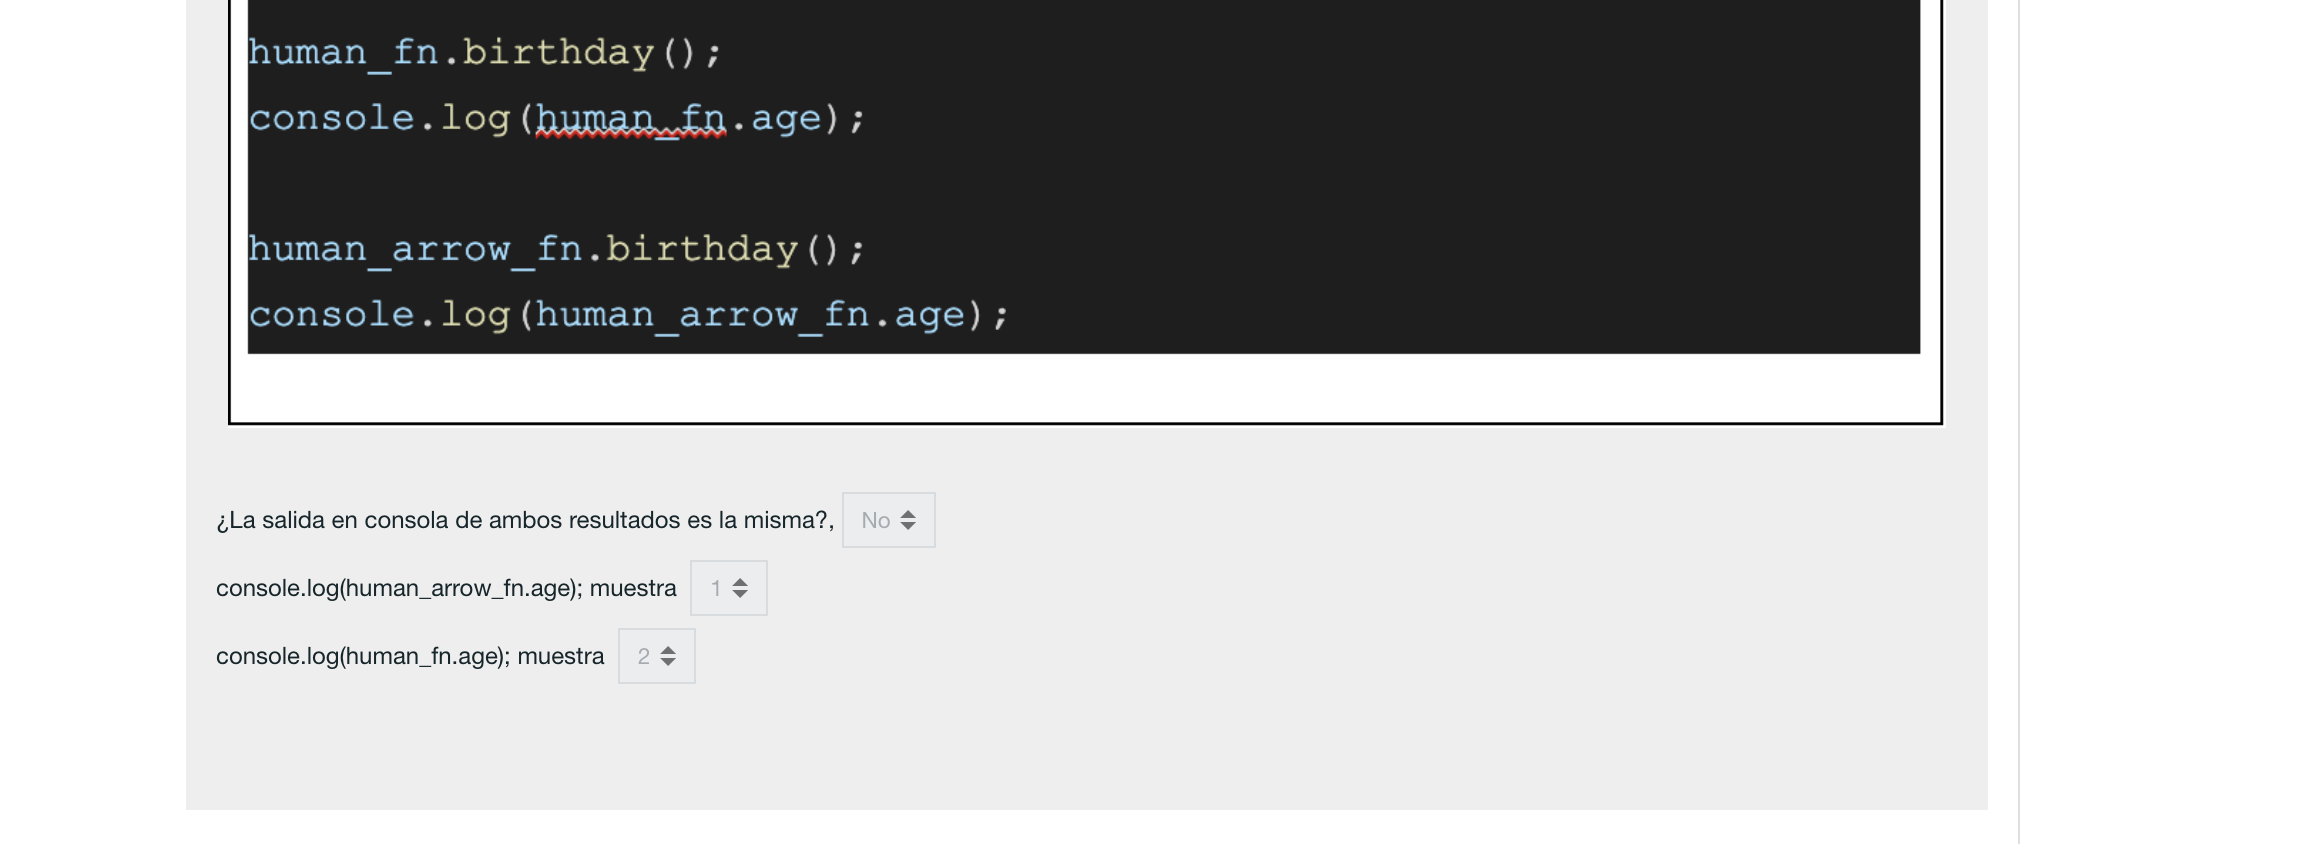 human_fn.birthday();
console.log(human_fn.age);
human_arrow_fn.birthday();
console.log(human_arrow_fn.age);
¿La salida en consola de ambos resultados es la misma?, No
console.log(human_arrow_fn.age); muestra 1
console.log(human_fn.age); muestra 2